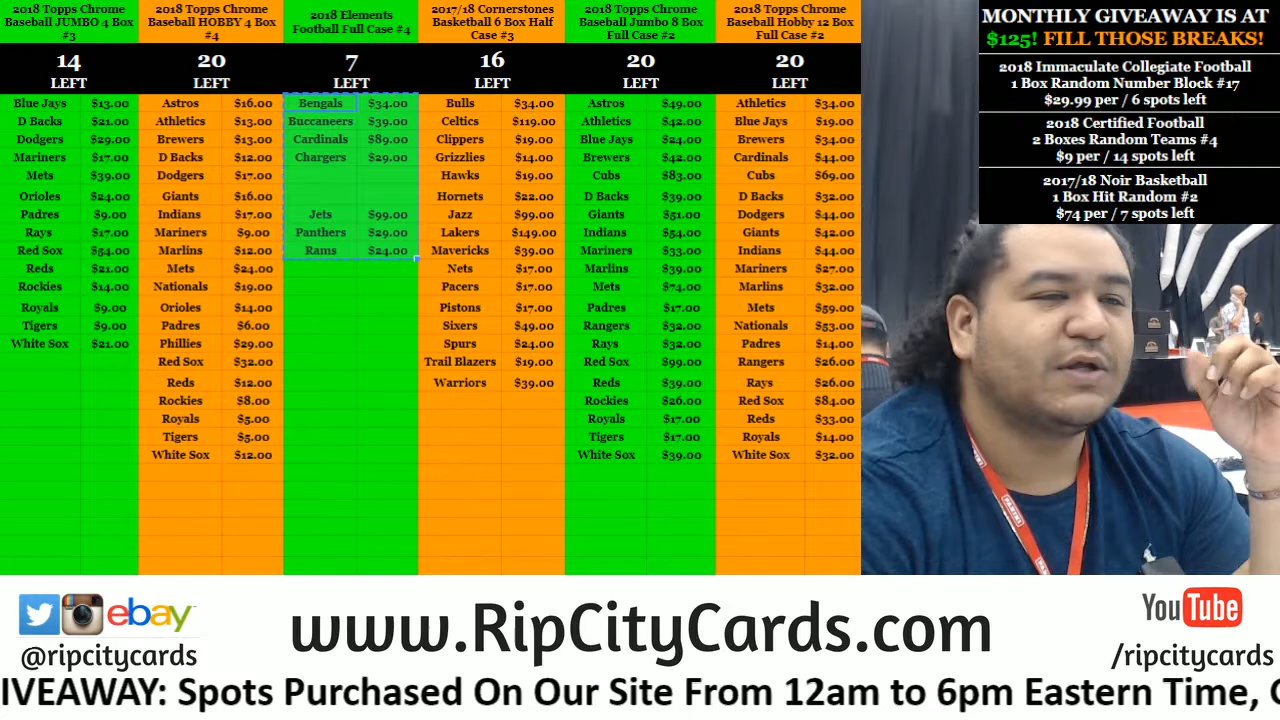 2018 Topps Chrome Baseball JUMBO 4 Box #3
14
LEFT
Blue Jays $13.00
D Backs $21.00
Dodgers $29.00
Mariners $17.00
Mets $39.00
Orioles $24.00
Padres $9.00
Rays $17.00
Red Sox $54.00
Reds $21.00
Rockies $14.00
Royals $9.00
Tigers $9.00
White Sox $21.00
2018 Topps Chrome Baseball HOBBY 4 Box #4
20
LEFT
Astros $16.00
Athletics $13.00
Brewers $13.00
D Backs $12.00
Dodgers $17.00
Giants $16.00
Indians $17.00
Mariners $9.00
Marlins $12.00
Mets $24.00
Nationals $19.00
Orioles $14.00
Padres $6.00
Phillies $29.00
Red Sox $32.00
Reds $12.00
Rockies $8.00
Royals $5.00
Tigers $5.00
White Sox $12.00
2018 Elements Football Full Case #4
7
LEFT
Bengals $34.00
Buccaneers $39.00
Cardinals $89.00
Chargers $29.00
Jets $99.00
Panthers $29.00
Rams $24.00
2017/18 Cornerstones Basketball 6 Box Half Case #3
16
LEFT
Bulls $34.00
Celtics $119.00
Clippers $19.00
Grizzlies $14.00
Hawks $19.00
Hornets $22.00
Jazz $99.00
Lakers $149.00
Mavericks $39.00
Nets $17.00
Pacers $17.00
Pistons $17.00
Sixers $49.00
Spurs $24.00
Trail Blazers $19.00
Warriors $39.00
2018 Topps Chrome Baseball Jumbo 8 Box Full Case #2
20
LEFT
Astros $49.00
Athletics $42.00
Blue Jays $24.00
Brewers $42.00
Cubs $83.00
D Backs $39.00
Giants $51.00
Indians $54.00
Mariners $33.00
Marlins $39.00
Mets $74.00
Padres $17.00
Rangers $32.00
Rays $32.00
Red Sox $99.00
Reds $39.00
Rockies $26.00
Royals $17.00
Tigers $17.00
White Sox $39.00
2018 Topps Chrome Baseball Hobby 12 Box Full Case #2
20
LEFT
Athletics $34.00
Blue Jays $19.00
Brewers $34.00
Cardinals $44.00
Cubs $69.00
D Backs $32.00
Dodgers $44.00
Giants $42.00
Indians $44.00
Mariners $27.00
Marlins $32.00
Mets $59.00
Nationals $53.00
Padres $14.00
Rangers $26.00
Rays $26.00
Red Sox $84.00
Reds $33.00
Royals $14.00
White Sox $32.00
MONTHLY GIVEAWAY IS AT
$125! FILL THOSE BREAKS!
2018 Immaculate Collegiate Football
1 Box Random Number Block #17
$29.99 per / 6 spots left
2018 Certified Football
2 Boxes Random Teams #4
$9 per / 14 spots left
2017/18 Noir Basketball
1 Box Hit Random #2
$74 per / 7 spots left
PANINI
ebay
@ripcitycards
www.RipCityCards.com
YouTube
/ripcitycards
IVEAWAY: Spots Purchased On Our Site From 12am to 6pm Eastern Time,